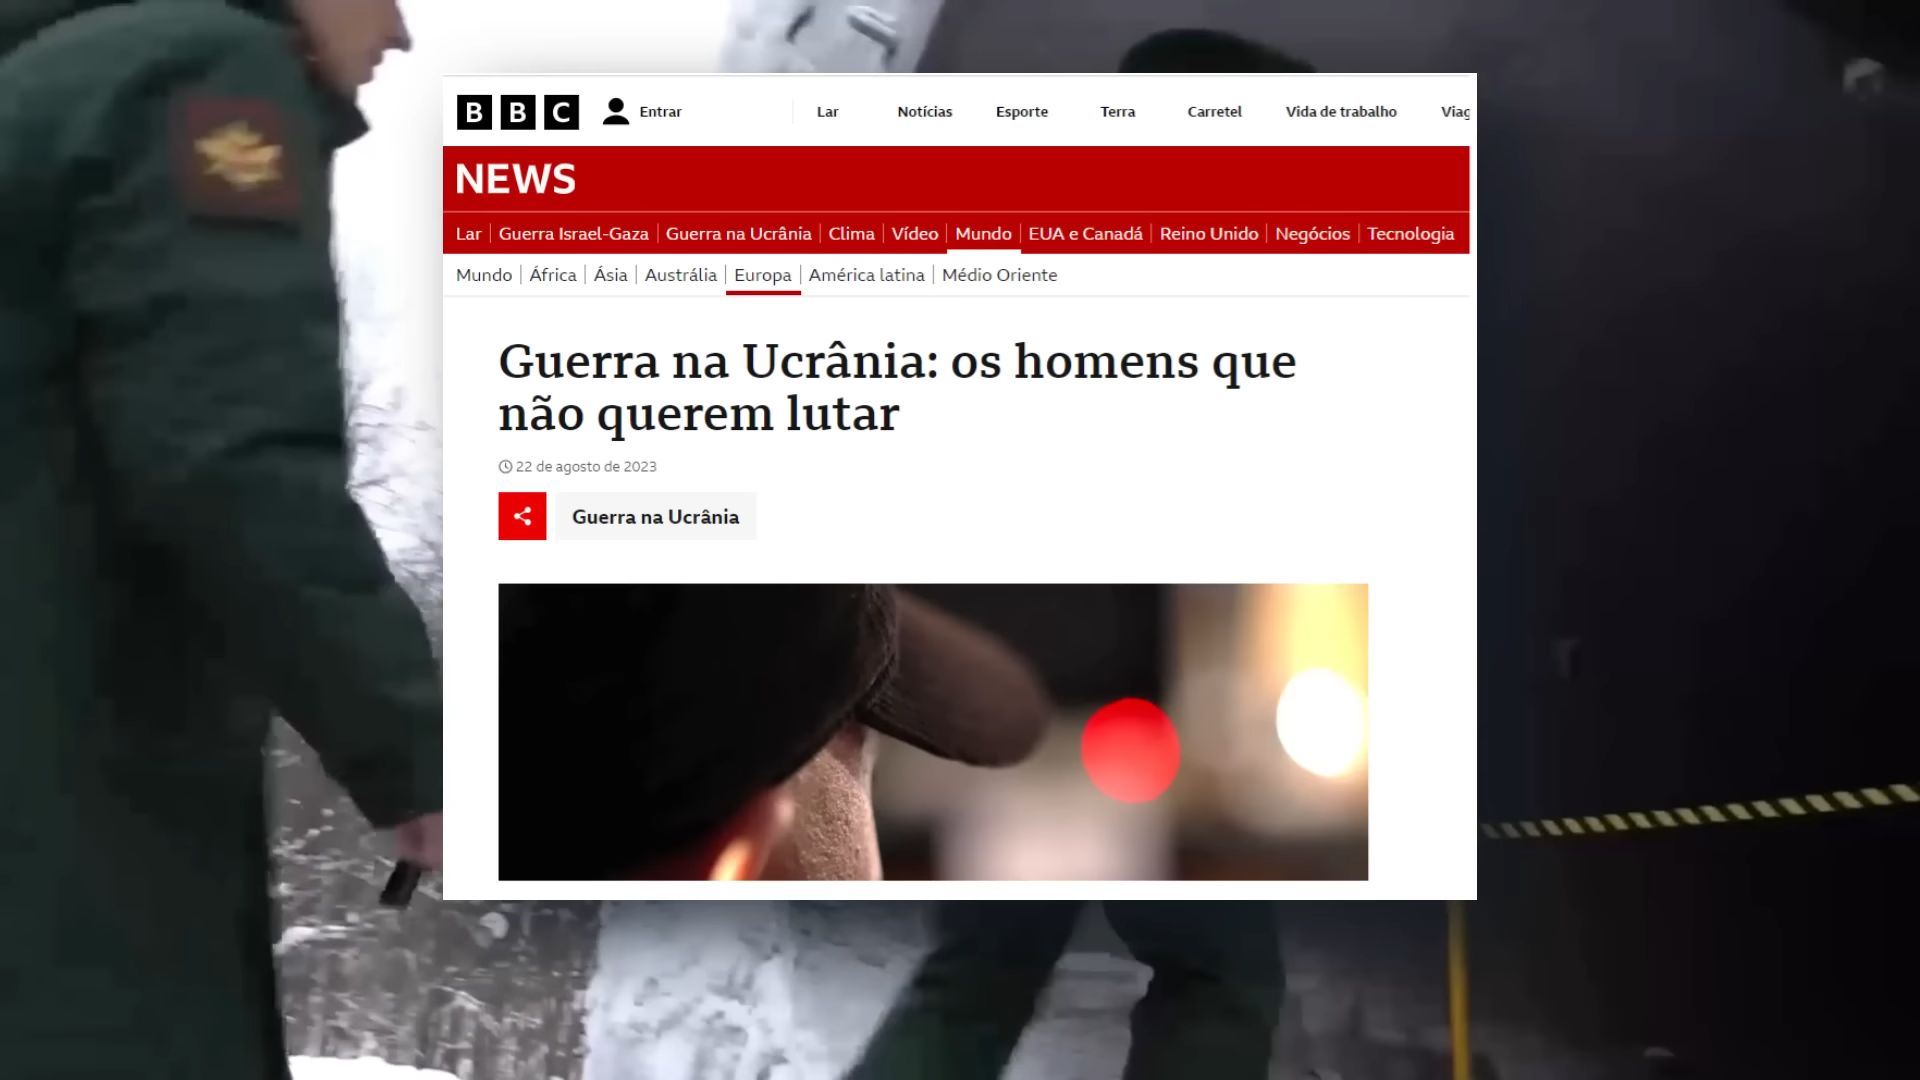 BBC Entrar Lar Notícias Esporte Terra Carretel Vida de trabalho
NEWS
Lar Guerra Israel-Gaza Guerra na Ucrânia Clima Vídeo Mundo EUA e Canadá Reino Unido Negócios Tecnologia
Mundo África Ásia Austrália Europa América latina Médio Oriente
Guerra na Ucrânia: os homens que
não querem lutar
22 de agosto de 2023
Guerra na Ucrânia